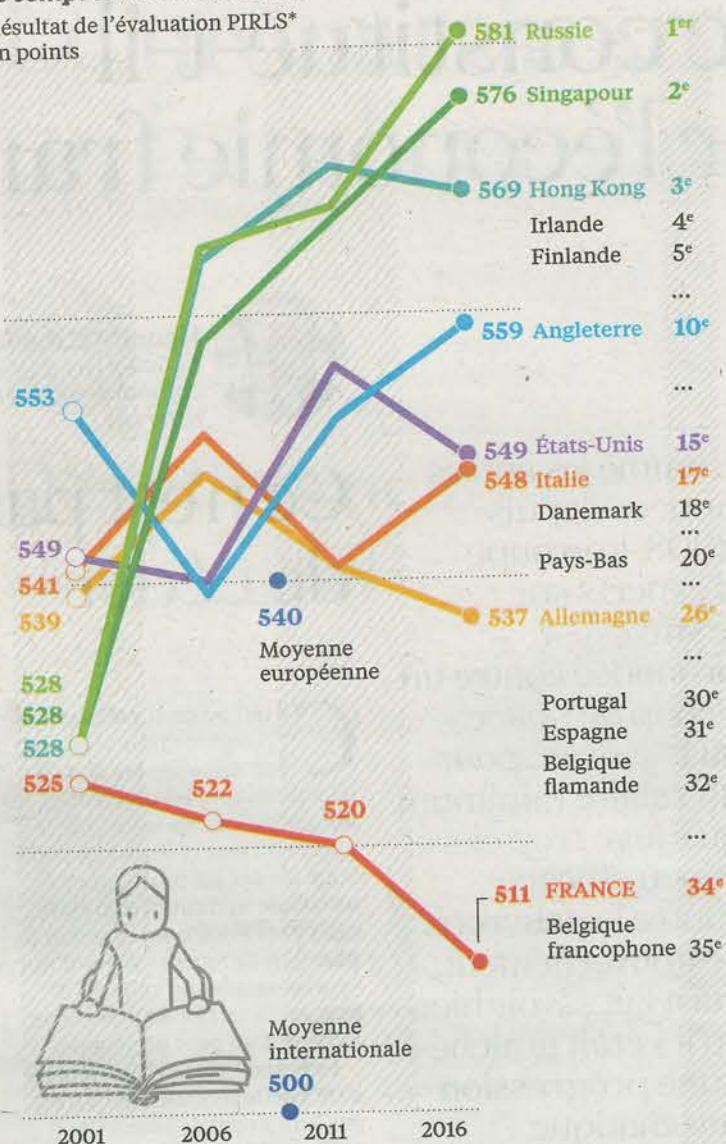 ésultat de l'évaluation PIRLS*
n points
581 Russie 1er
576 Singapour 2e
569 Hong Kong 3e
Irlande 4e
Finlande 5e
...
559 Angleterre 10e
...
553
549 États-Unis 15e
548 Italie 17e
Danemark 18e
...
Pays-Bas 20e
...
549
541
539
540
Moyenne
européenne
537 Allemagne 26e
...
528
528
528
Portugal 30e
Espagne 31e
Belgique
flamande 32e
...
525
522
520
511 FRANCE 34e
Belgique
francophone 35e
Moyenne
internationale
500
2001 2006 2011 2016